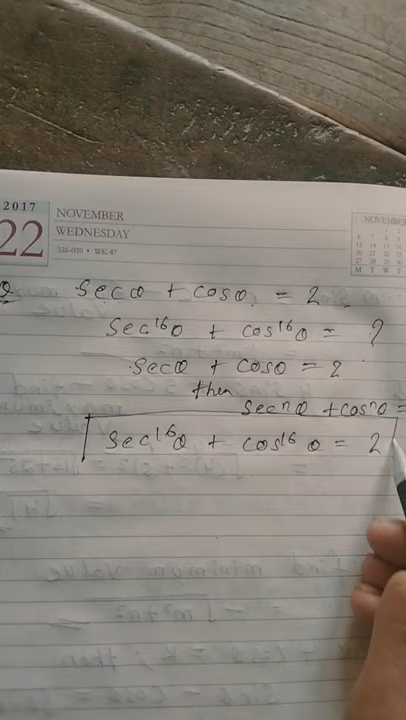 2017
22
NOVEMBER
WEDNESDAY
326-039 • WK 47
NOVEMBER
M T W T F
Q secθ + cosθ = 2
Sec¹⁶θ + cos¹⁶θ = ?
secθ + cosθ = 2
then
secⁿθ + cosⁿθ =
Sec¹⁶θ + cos¹⁶θ = 2